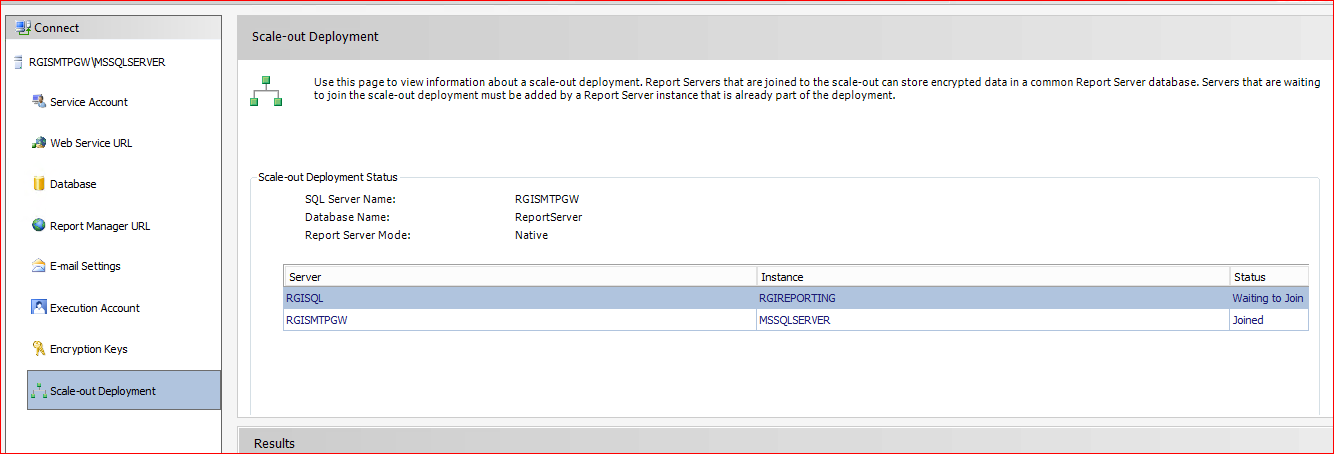 Connect
RGISMTPGW\MSSQLSERVER
Service Account
Web Service URL
Database
Report Manager URL
E-mail Settings
Execution Account
Encryption Keys
Scale-out Deployment
Scale-out Deployment
Use this page to view information about a scale-out deployment. Report Servers that are joined to the scale-out can store encrypted data in a common Report Server database. Servers that are waiting
to join the scale-out deployment must be added by a Report Server instance that is already part of the deployment.
Scale-out Deployment Status
SQL Server Name: RGISMTPGW
Database Name: ReportServer
Report Server Mode: Native
Server Instance Status
RGISQL RGIREPORTING Waiting to Join
RGISMTPGW MSSQLSERVER Joined
Results